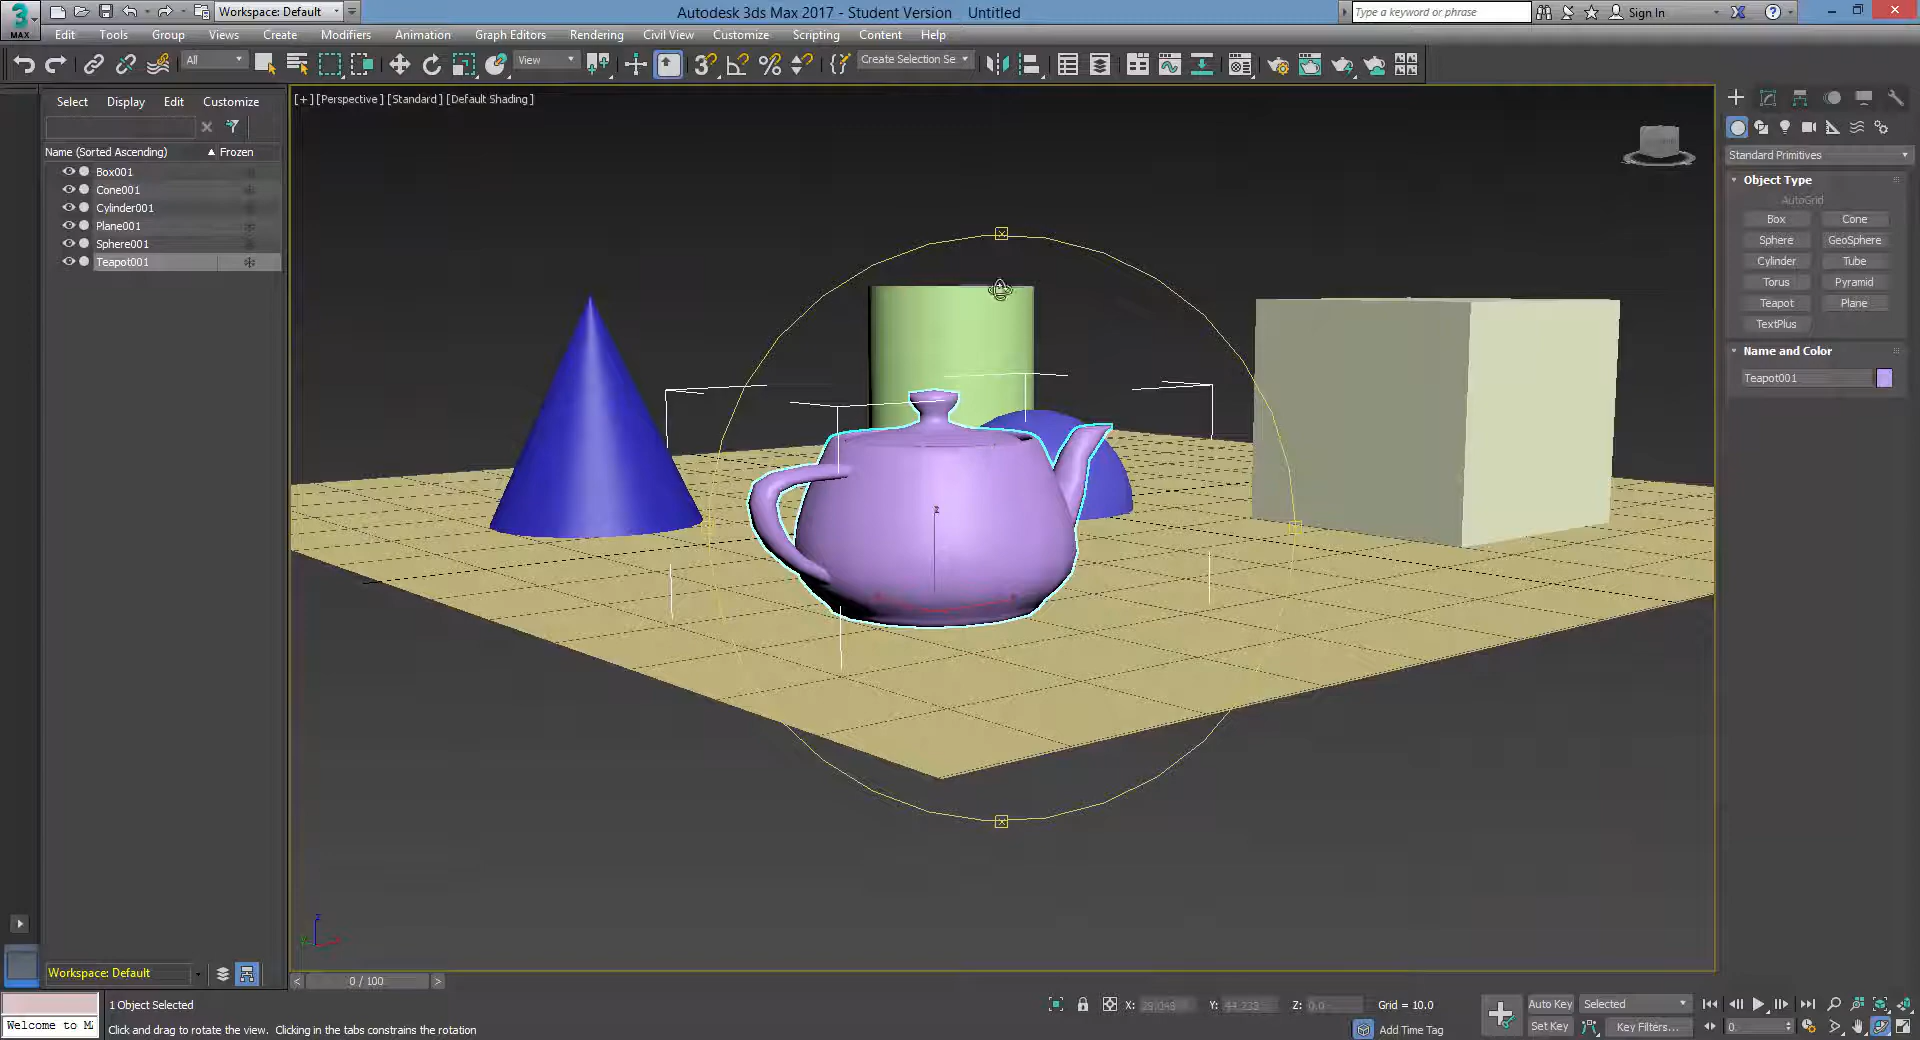 Workspace: Default
Autodesk 3ds Max 2017 - Student Version Untitled
Type a keyword or phrase
Sign In
MAX
Edit Tools Group Views Create Modifiers Animation Graph Editors Rendering Civil View Customize Scripting Content Help
All
View
Create Selection Se
Select Display Edit Customize
Name (Sorted Ascending) Frozen
Box001
Cone001
Cylinder001
Plane001
Sphere001
Teapot001
[+] [Perspective] [Standard] [Default Shading]
Standard Primitives
Object Type
AutoGrid
Box Cone
Sphere GeoSphere
Cylinder Tube
Torus Pyramid
Teapot Plane
TextPlus
Name and Color
Teapot001
z
Workspace: Default
< 0 / 100 >
1 Object Selected
X: Y: Z: 0.0 Grid = 10.0
Auto Key Selected
Welcome to M
Click and drag to rotate the view. Clicking in the tabs constrains the rotation
Add Time Tag
Set Key Key Filters...
0